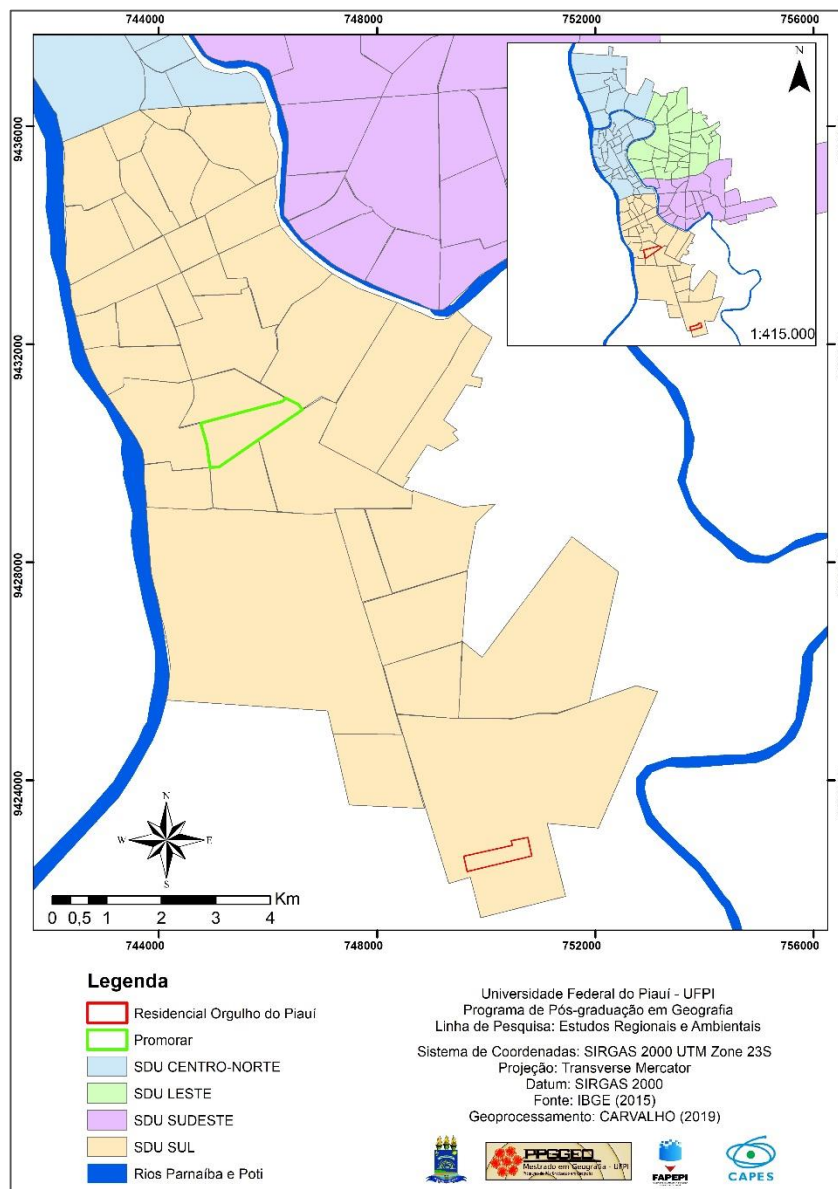 744000 748000 752000 756000
N
1:415.000
9436000
9432000
9428000
9424000
N
W E
S
Km
0 0,5 1 2 3 4
744000 748000 752000 756000
Legenda
Residencial Orgulho do Piauí
Promorar
SDU CENTRO-NORTE
SDU LESTE
SDU SUDESTE
SDU SUL
Rios Parnaíba e Poti
Universidade Federal do Piauí - UFPI
Programa de Pós-graduação em Geografia
Linha de Pesquisa: Estudos Regionais e Ambientais
Sistema de Coordenadas: SIRGAS 2000 UTM Zone 23S
Projeção: Transverse Mercator
Datum: SIRGAS 2000
Fonte: IBGE (2015)
Geoprocessamento: CARVALHO (2019)
PPGGEO
Mestrado em Geografia - UFPI
FAPEPI
CAPES